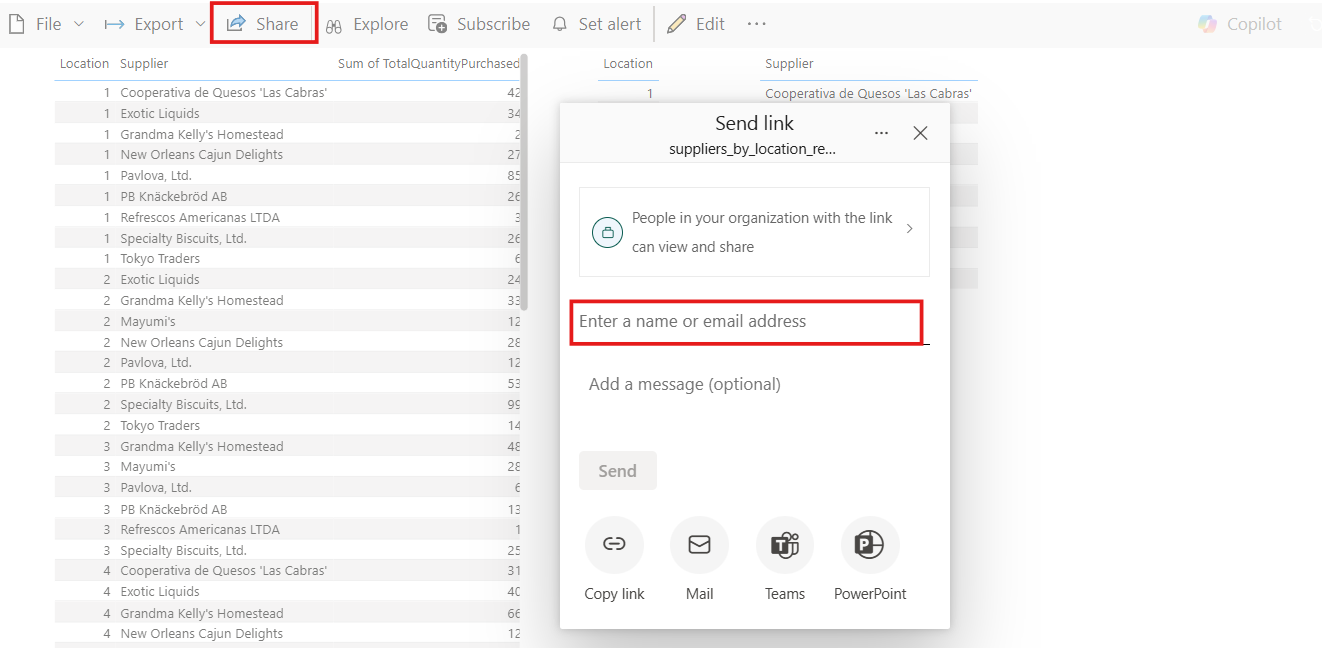 File Export Share Explore Subscribe Set alert Edit ... Copilot
Location Supplier Sum of TotalQuantityPurchased
1 Cooperativa de Quesos 'Las Cabras' 42
1 Exotic Liquids 34
1 Grandma Kelly's Homestead 2
1 New Orleans Cajun Delights 27
1 Pavlova, Ltd. 85
1 PB Knäckebröd AB 26
1 Refrescos Americanas LTDA 3
1 Specialty Biscuits, Ltd. 26
1 Tokyo Traders 6
2 Exotic Liquids 24
2 Grandma Kelly's Homestead 33
2 Mayumi's 12
2 New Orleans Cajun Delights 28
2 Pavlova, Ltd. 12
2 PB Knäckebröd AB 53
2 Specialty Biscuits, Ltd. 99
2 Tokyo Traders 14
3 Grandma Kelly's Homestead 48
3 Mayumi's 28
3 Pavlova, Ltd. 6
3 PB Knäckebröd AB 13
3 Refrescos Americanas LTDA 1
3 Specialty Biscuits, Ltd. 25
4 Cooperativa de Quesos 'Las Cabras' 31
4 Exotic Liquids 40
4 Grandma Kelly's Homestead 66
4 New Orleans Cajun Delights 12
Location Supplier
1 Cooperativa de Quesos 'Las Cabras'
Send link
suppliers_by_location_re...
People in your organization with the link
can view and share
Enter a name or email address
Add a message (optional)
Send
Copy link Mail Teams PowerPoint